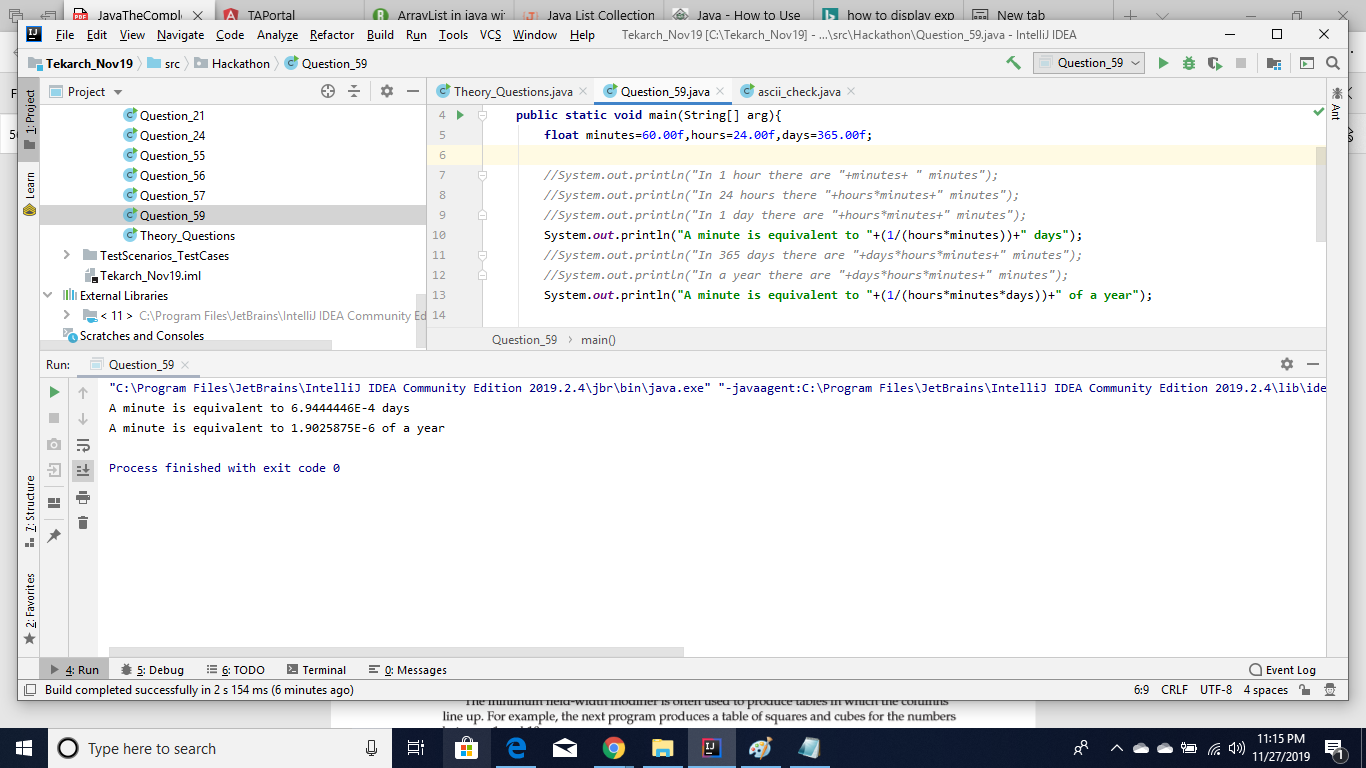 JavaTheCompl
TAPortal
ArrayList in java wi
Java List Collection
Java - How to Use
how to display exp
New tab
File Edit View Navigate Code Analyze Refactor Build Run Tools VCS Window Help Tekarch_Nov19 [C:\Tekarch_Nov19] - ...\src\Hackathon\Question_59.java - IntelliJ IDEA
Tekarch_Nov19 src Hackathon Question_59
Question_59
Project
Theory_Questions.java Question_59.java ascii_check.java
1: Project
Learn
7: Structure
2: Favorites
Ant
Question_21
Question_24
Question_55
Question_56
Question_57
Question_59
Theory_Questions
TestScenarios_TestCases
Tekarch_Nov19.iml
External Libraries
< 11 > C:\Program Files\JetBrains\IntelliJ IDEA Community Ed
Scratches and Consoles
4 public static void main(String[] arg){
5 float minutes=60.00f,hours=24.00f,days=365.00f;
6
7 //System.out.println("In 1 hour there are "+minutes+ " minutes");
8 //System.out.println("In 24 hours there "+hours*minutes+" minutes");
9 //System.out.println("In 1 day there are "+hours*minutes+" minutes");
10 System.out.println("A minute is equivalent to "+(1/(hours*minutes))+" days");
11 //System.out.println("In 365 days there are "+days*hours*minutes+" minutes");
12 //System.out.println("In a year there are "+days*hours*minutes+" minutes");
13 System.out.println("A minute is equivalent to "+(1/(hours*minutes*days))+" of a year");
14
Question_59 main()
Run: Question_59
"C:\Program Files\JetBrains\IntelliJ IDEA Community Edition 2019.2.4\jbr\bin\java.exe" "-javaagent:C:\Program Files\JetBrains\IntelliJ IDEA Community Edition 2019.2.4\lib\ide
A minute is equivalent to 6.9444446E-4 days
A minute is equivalent to 1.9025875E-6 of a year
Process finished with exit code 0
4: Run 5: Debug 6: TODO Terminal 0: Messages Event Log
Build completed successfully in 2 s 154 ms (6 minutes ago) 6:9 CRLF UTF-8 4 spaces
The minimum field-width modifier is often used to produce tables in which the columns
line up. For example, the next program produces a table of squares and cubes for the numbers
Type here to search
11:15 PM
11/27/2019
1